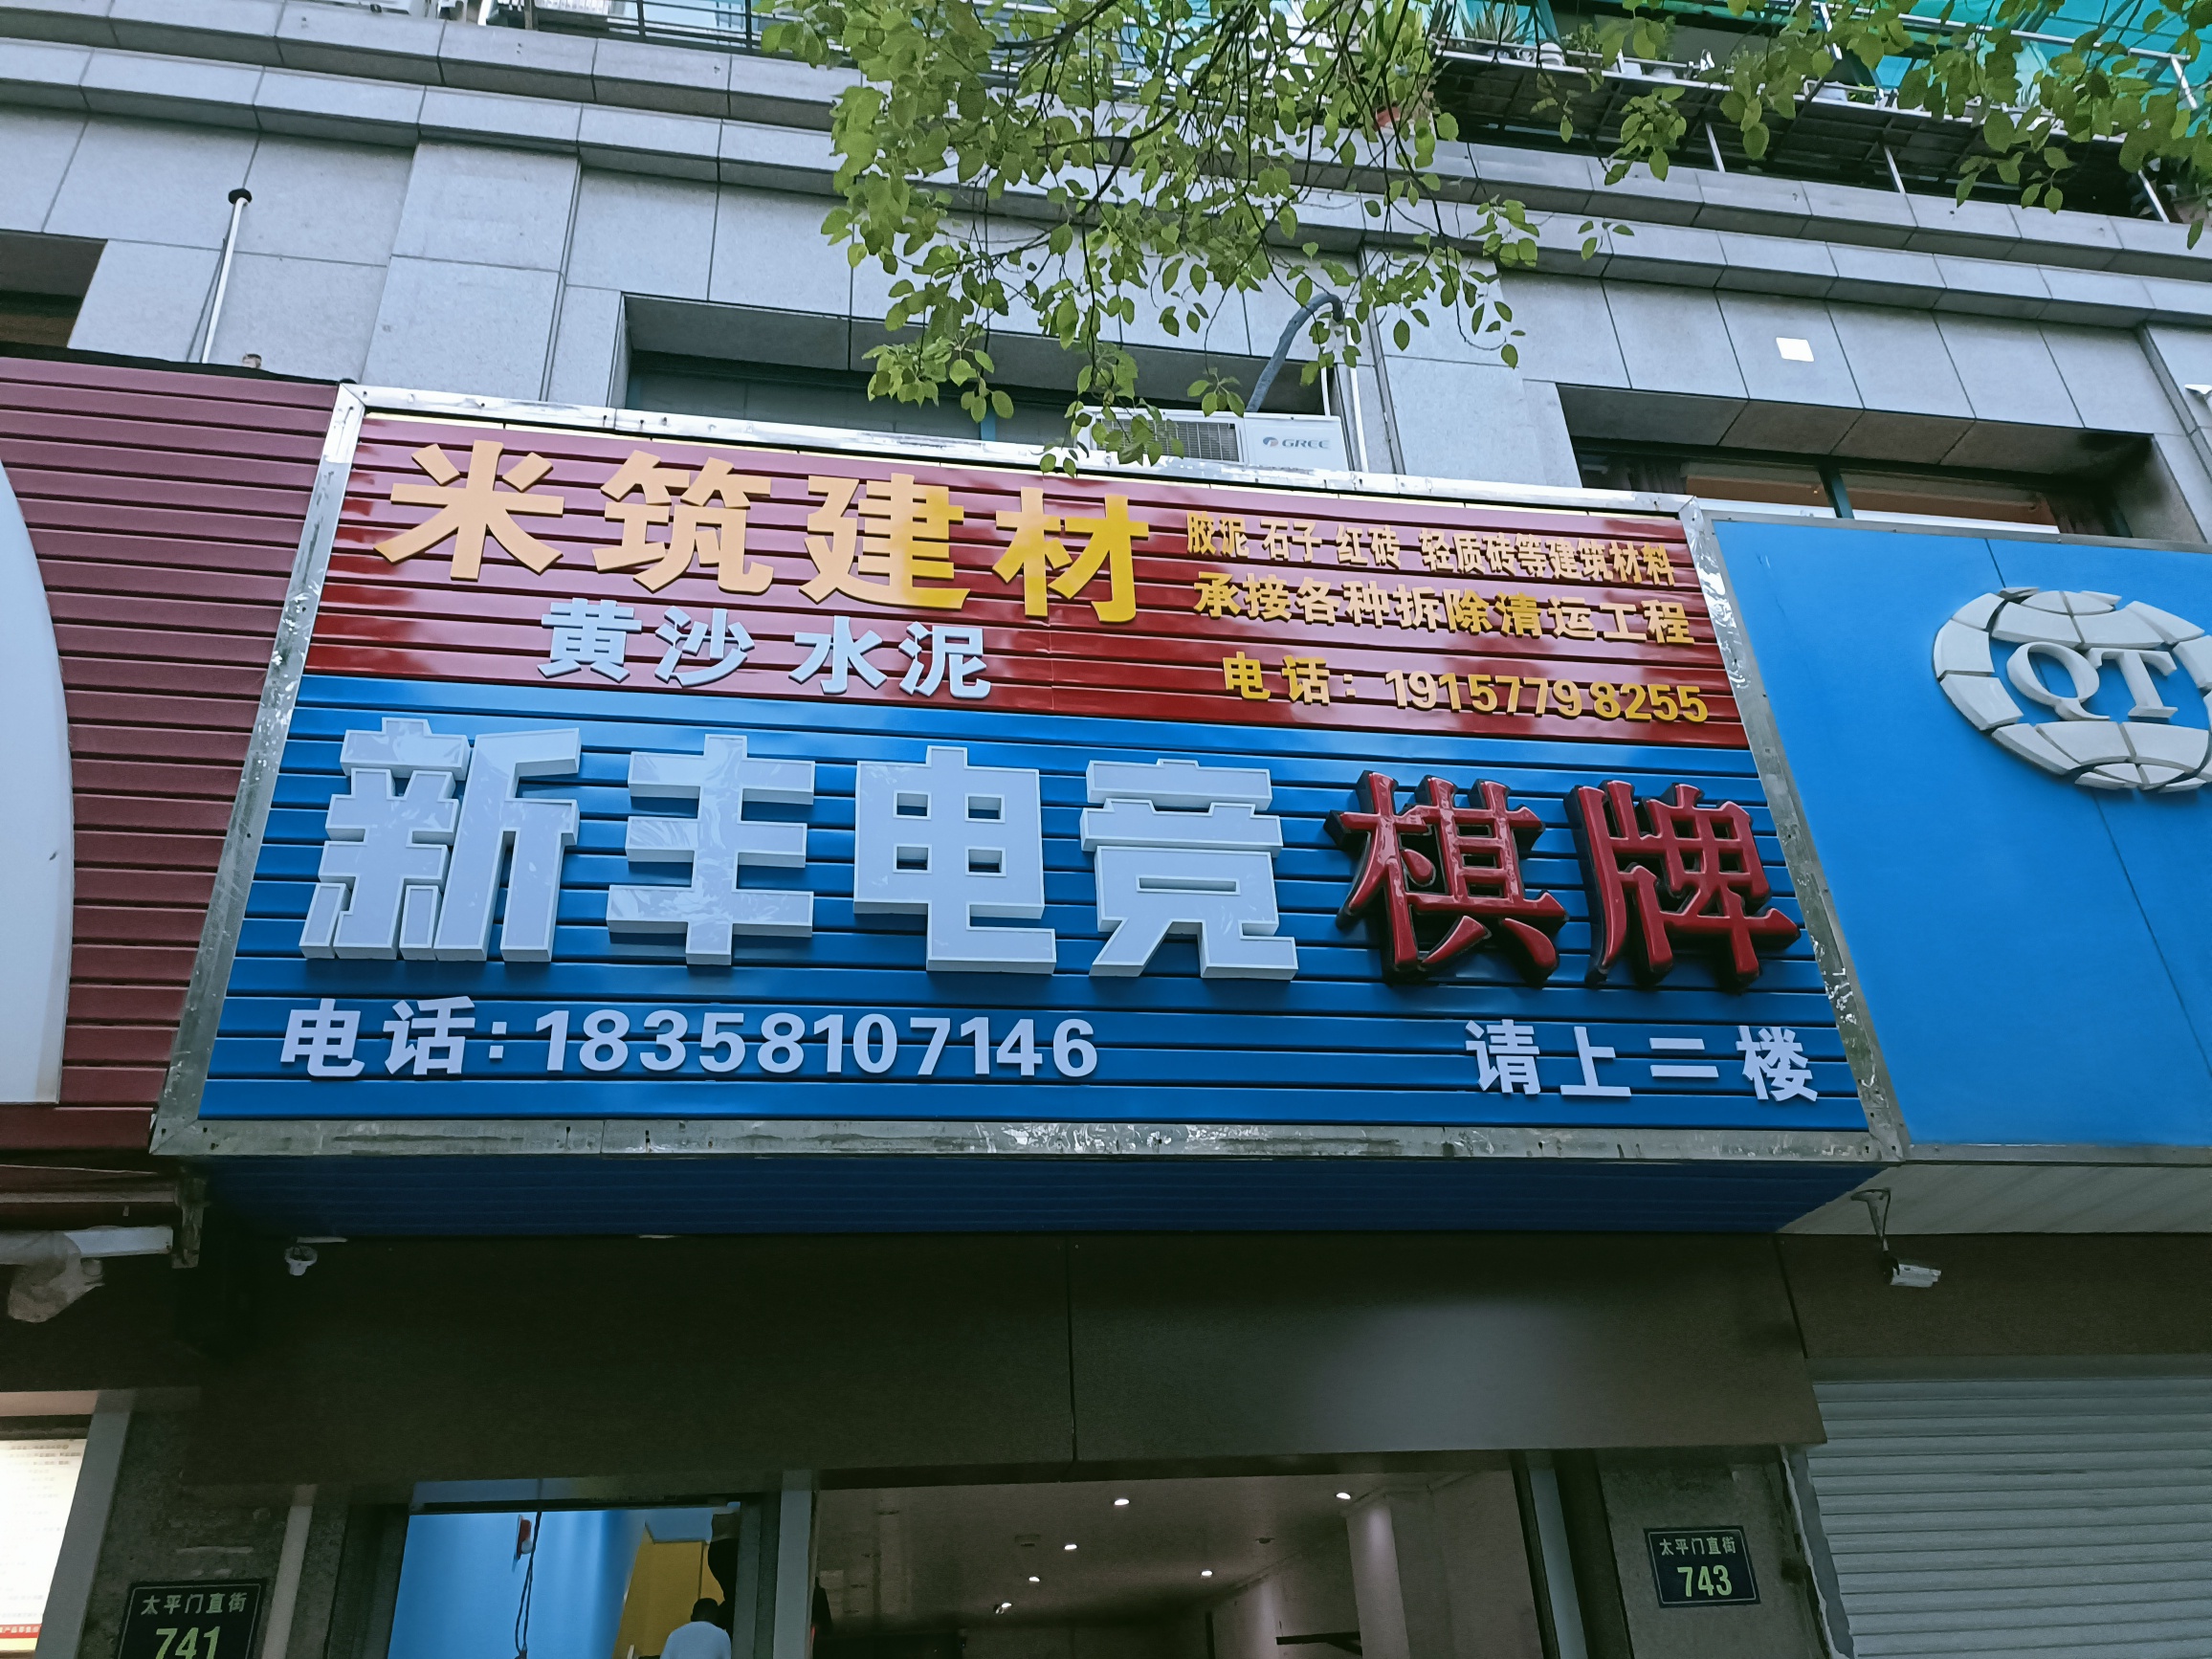 GREE
米筑建材
胶泥 石子 红砖 轻质砖等建筑材料
承接各种拆除清运工程
黄沙 水泥
电话：19157798255
QT
新丰电竞棋牌
电话：18358107146
请上二楼
太平门直街
741
太平门直街
743